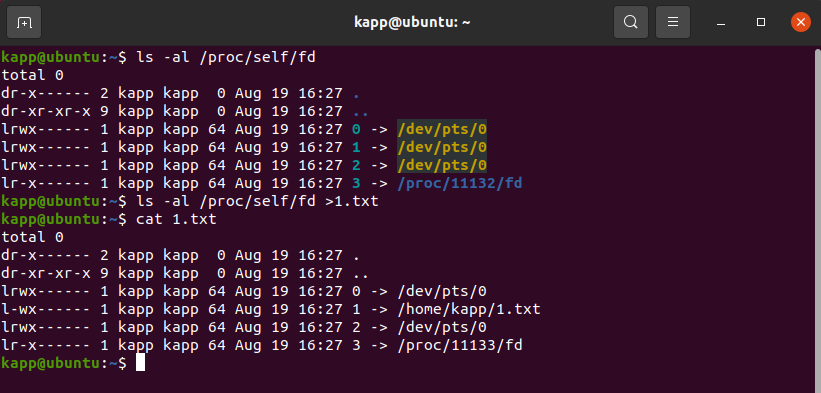 kapp@ubuntu: ~
kapp@ubuntu:~$ ls -al /proc/self/fd
total 0
dr-x------ 2 kapp kapp  0 Aug 19 16:27 .
dr-xr-xr-x 9 kapp kapp  0 Aug 19 16:27 ..
lrwx------ 1 kapp kapp 64 Aug 19 16:27 0 -> /dev/pts/0
lrwx------ 1 kapp kapp 64 Aug 19 16:27 1 -> /dev/pts/0
lrwx------ 1 kapp kapp 64 Aug 19 16:27 2 -> /dev/pts/0
lr-x------ 1 kapp kapp 64 Aug 19 16:27 3 -> /proc/11132/fd
kapp@ubuntu:~$ ls -al /proc/self/fd >1.txt
kapp@ubuntu:~$ cat 1.txt
total 0
dr-x------ 2 kapp kapp  0 Aug 19 16:27 .
dr-xr-xr-x 9 kapp kapp  0 Aug 19 16:27 ..
lrwx------ 1 kapp kapp 64 Aug 19 16:27 0 -> /dev/pts/0
l-wx------ 1 kapp kapp 64 Aug 19 16:27 1 -> /home/kapp/1.txt
lrwx------ 1 kapp kapp 64 Aug 19 16:27 2 -> /dev/pts/0
lr-x------ 1 kapp kapp 64 Aug 19 16:27 3 -> /proc/11133/fd
kapp@ubuntu:~$